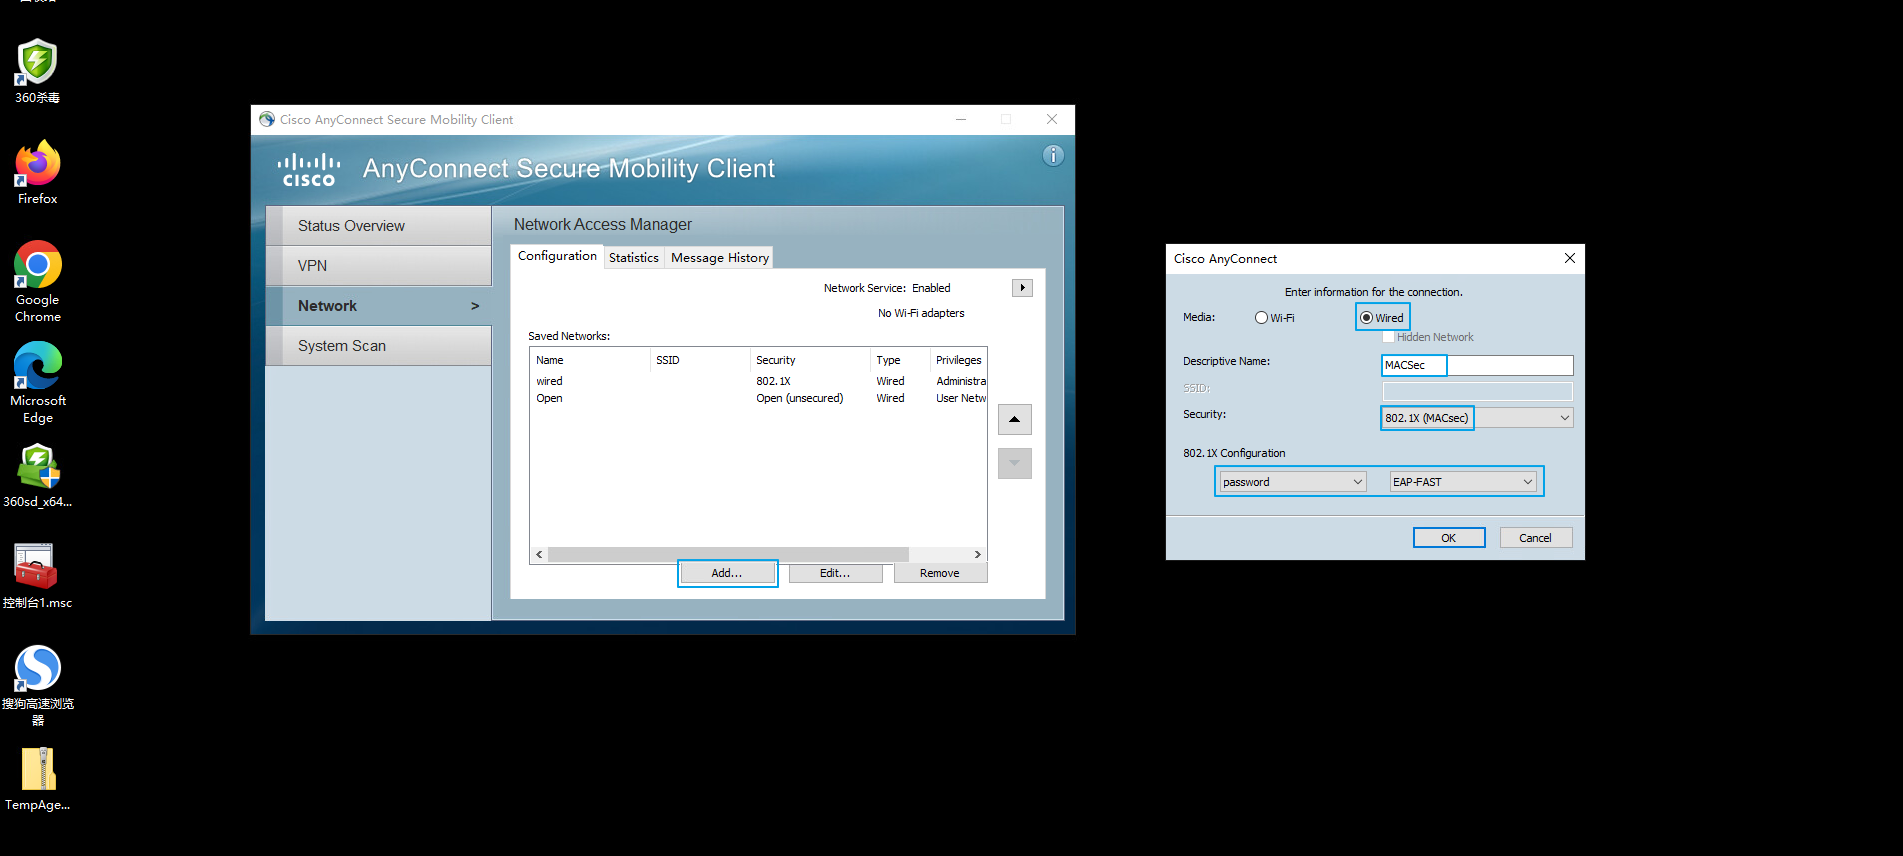 360杀毒
Firefox
Google
Chrome
Microsoft
Edge
360sd_x64...
控制台1.msc
搜狗高速浏览
器
TempAge...
Cisco AnyConnect Secure Mobility Client
CISCO
AnyConnect Secure Mobility Client
Status Overview
VPN
Network >
System Scan
Network Access Manager
Configuration Statistics Message History
Network Service: Enabled
No Wi-Fi adapters
Saved Networks:
Name SSID Security Type Privileges
wired 802.1X Wired Administra
Open Open (unsecured) Wired User Netw
Add... Edit... Remove
Cisco AnyConnect
Enter information for the connection.
Media: Wi-Fi Wired
Hidden Network
Descriptive Name: MACSec
SSID:
Security: 802.1X (MACsec)
802.1X Configuration
password EAP-FAST
OK Cancel